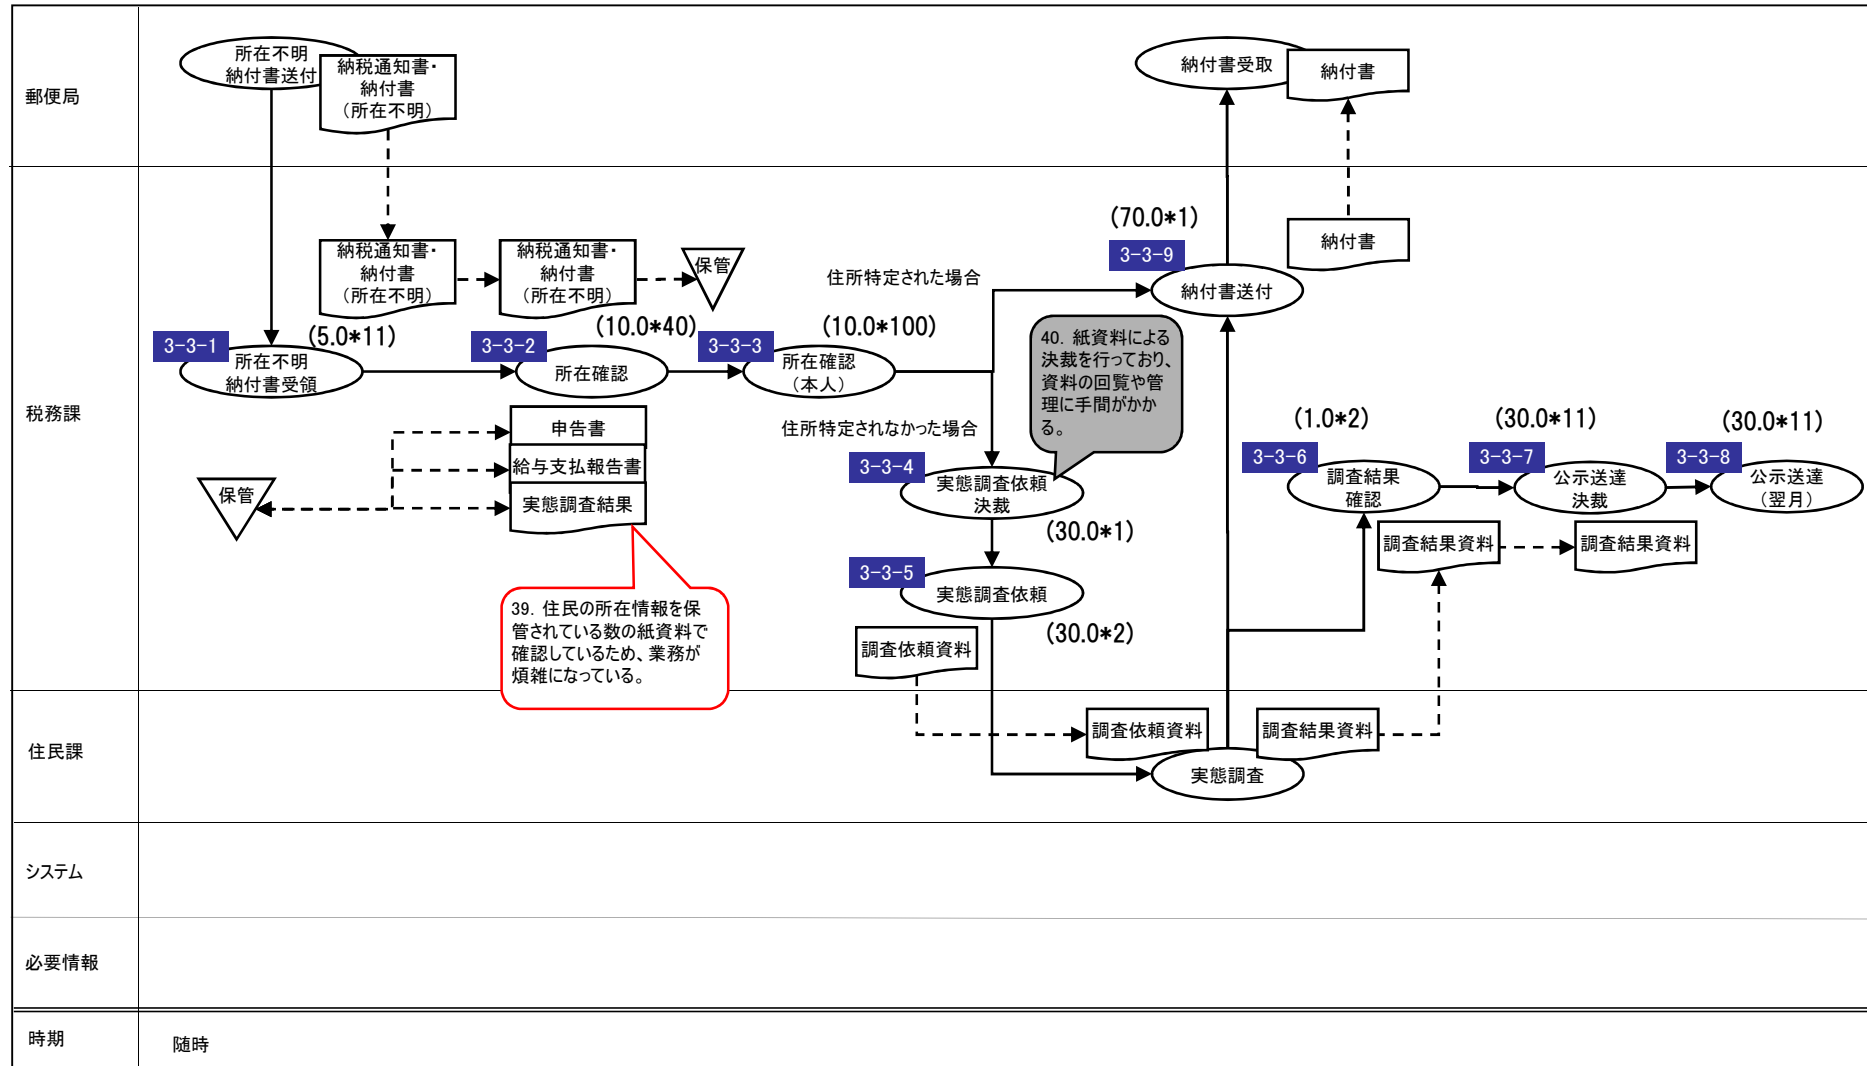 郵便局
所在不明
納付書送付
納税通知書・
納付書
（所在不明）
納付書受取
納付書
税務課
納税通知書・
納付書
（所在不明）
納税通知書・
納付書
（所在不明）
保管
住所特定された場合
(70.0*1)
3-3-9
納付書送付
納付書
3-3-1
(5.0*11)
所在不明
納付書受領
3-3-2
(10.0*40)
所在確認
3-3-3
(10.0*100)
所在確認
（本人）
40．紙資料による
決裁を行っており、
資料の回覧や管
理に手間がかか
る。
住所特定されなかった場合
申告書
給与支払報告書
実態調査結果
保管
3-3-4
実態調査依頼
決裁
(30.0*1)
3-3-5
実態調査依頼
(30.0*2)
調査依頼資料
39．住民の所在情報を保
管されている数の紙資料で
確認しているため、業務が
煩雑になっている。
(1.0*2)
3-3-6
調査結果
確認
(30.0*11)
3-3-7
公示送達
決裁
(30.0*11)
3-3-8
公示送達
（翌月）
調査結果資料
調査結果資料
住民課
調査依頼資料
調査結果資料
実態調査
システム
必要情報
時期
随時